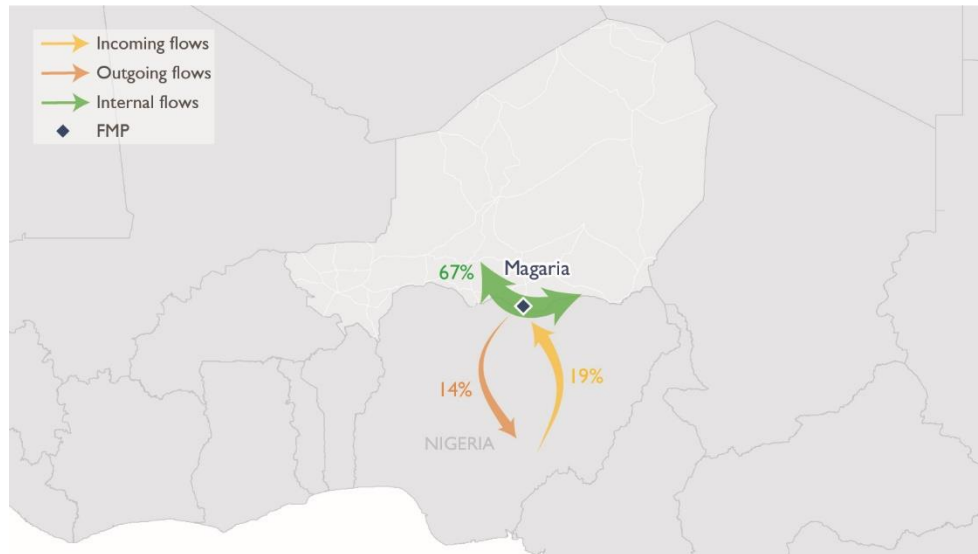 Incoming flows
Outgoing flows
Internal flows
FMP
67%
Magaria
14%
19%
NIGERIA